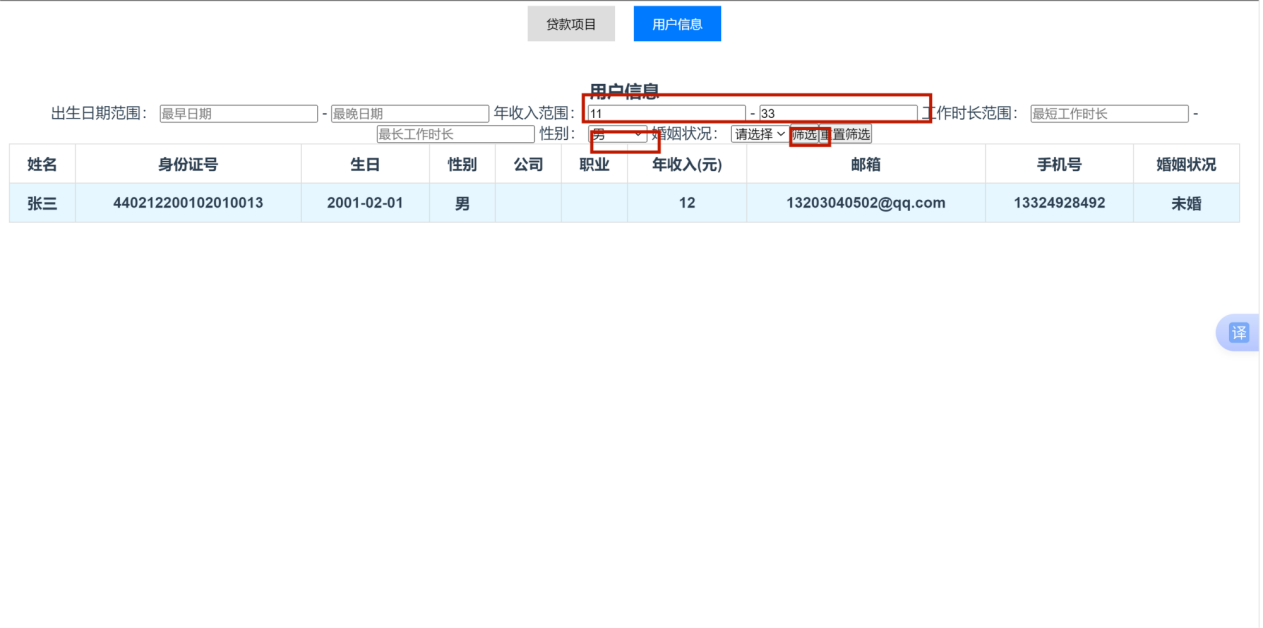 贷款项目 用户信息
用户信息
出生日期范围： 最早日期 - 最晚日期 年收入范围： 11 - 33 工作时长范围： 最短工作时长 -
最长工作时长 性别： 男 婚姻状况： 请选择 筛选 重置筛选
姓名 身份证号 生日 性别 公司 职业 年收入(元) 邮箱 手机号 婚姻状况
张三 440212200102010013 2001-02-01 男 12 13203040502@qq.com 13324928492 未婚
译